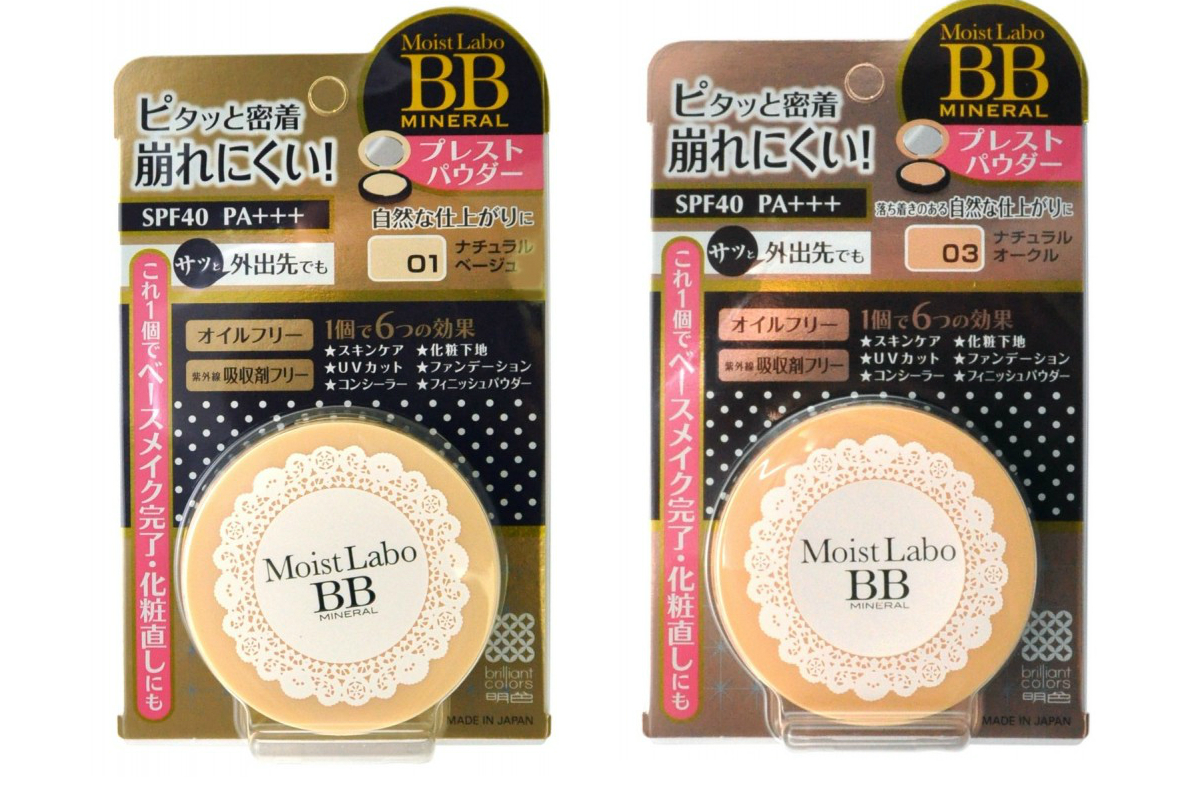 Moist Labo
BB
MINERAL
ピタッと密着
崩れにくい!
プレスト
パウダー
SPF40 PA+++
自然な仕上がりに
サッと外出先でも
01
ナチュラル
ベージュ
これ1個でベースメイク完了・化粧直しにも
オイルフリー
紫外線吸収剤フリー
1個で6つの効果
★スキンケア ★化粧下地
★UVカット ★ファンデーション
★コンシーラー ★フィニッシュパウダー
Moist Labo
BB
MINERAL
brilliant
colors
明色
MADE IN JAPAN
Moist Labo
BB
MINERAL
ピタッと密着
崩れにくい!
プレスト
パウダー
SPF40 PA+++
落ち着きのある自然な仕上がりに
サッと外出先でも
03
ナチュラル
オークル
これ1個でベースメイク完了・化粧直しにも
オイルフリー
紫外線吸収剤フリー
1個で6つの効果
★スキンケア ★化粧下地
★UVカット ★ファンデーション
★コンシーラー ★フィニッシュパウダー
Moist Labo
BB
MINERAL
brilliant
colors
明色
MADE IN JAPAN